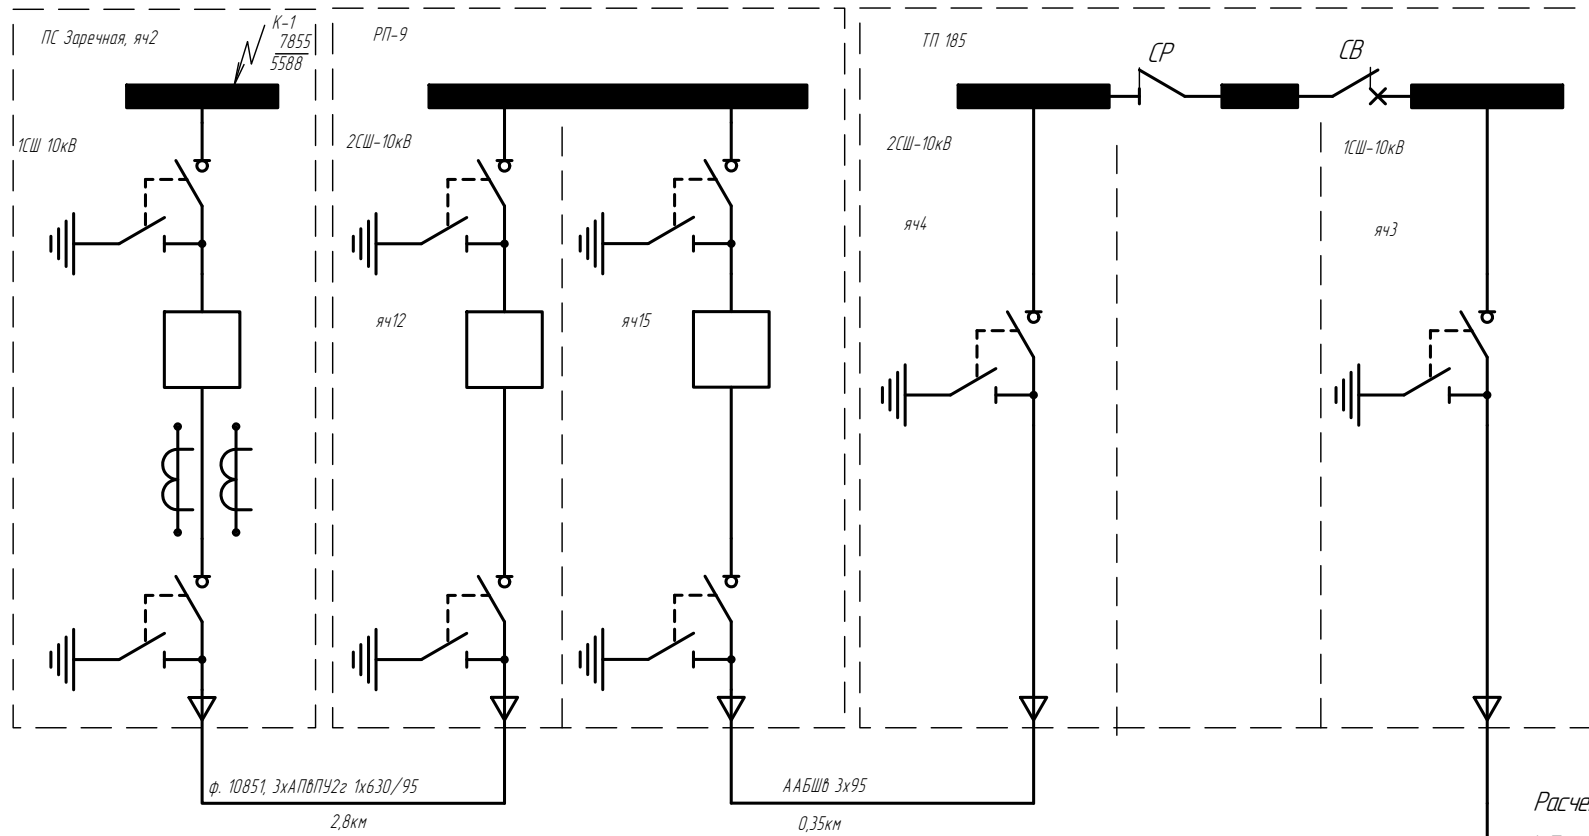 ПС Заречная, яч2
К-1
7855
5588
1СШ 10кВ
РП-9
2СШ-10кВ
яч12
яч15
ТП 185
СР
СВ
2СШ-10кВ
яч4
1СШ-10кВ
яч3
ф. 10851, 3хАПвПУ2г 1х630/95
2,8км
ААБШв 3х95
0,35км
Расче